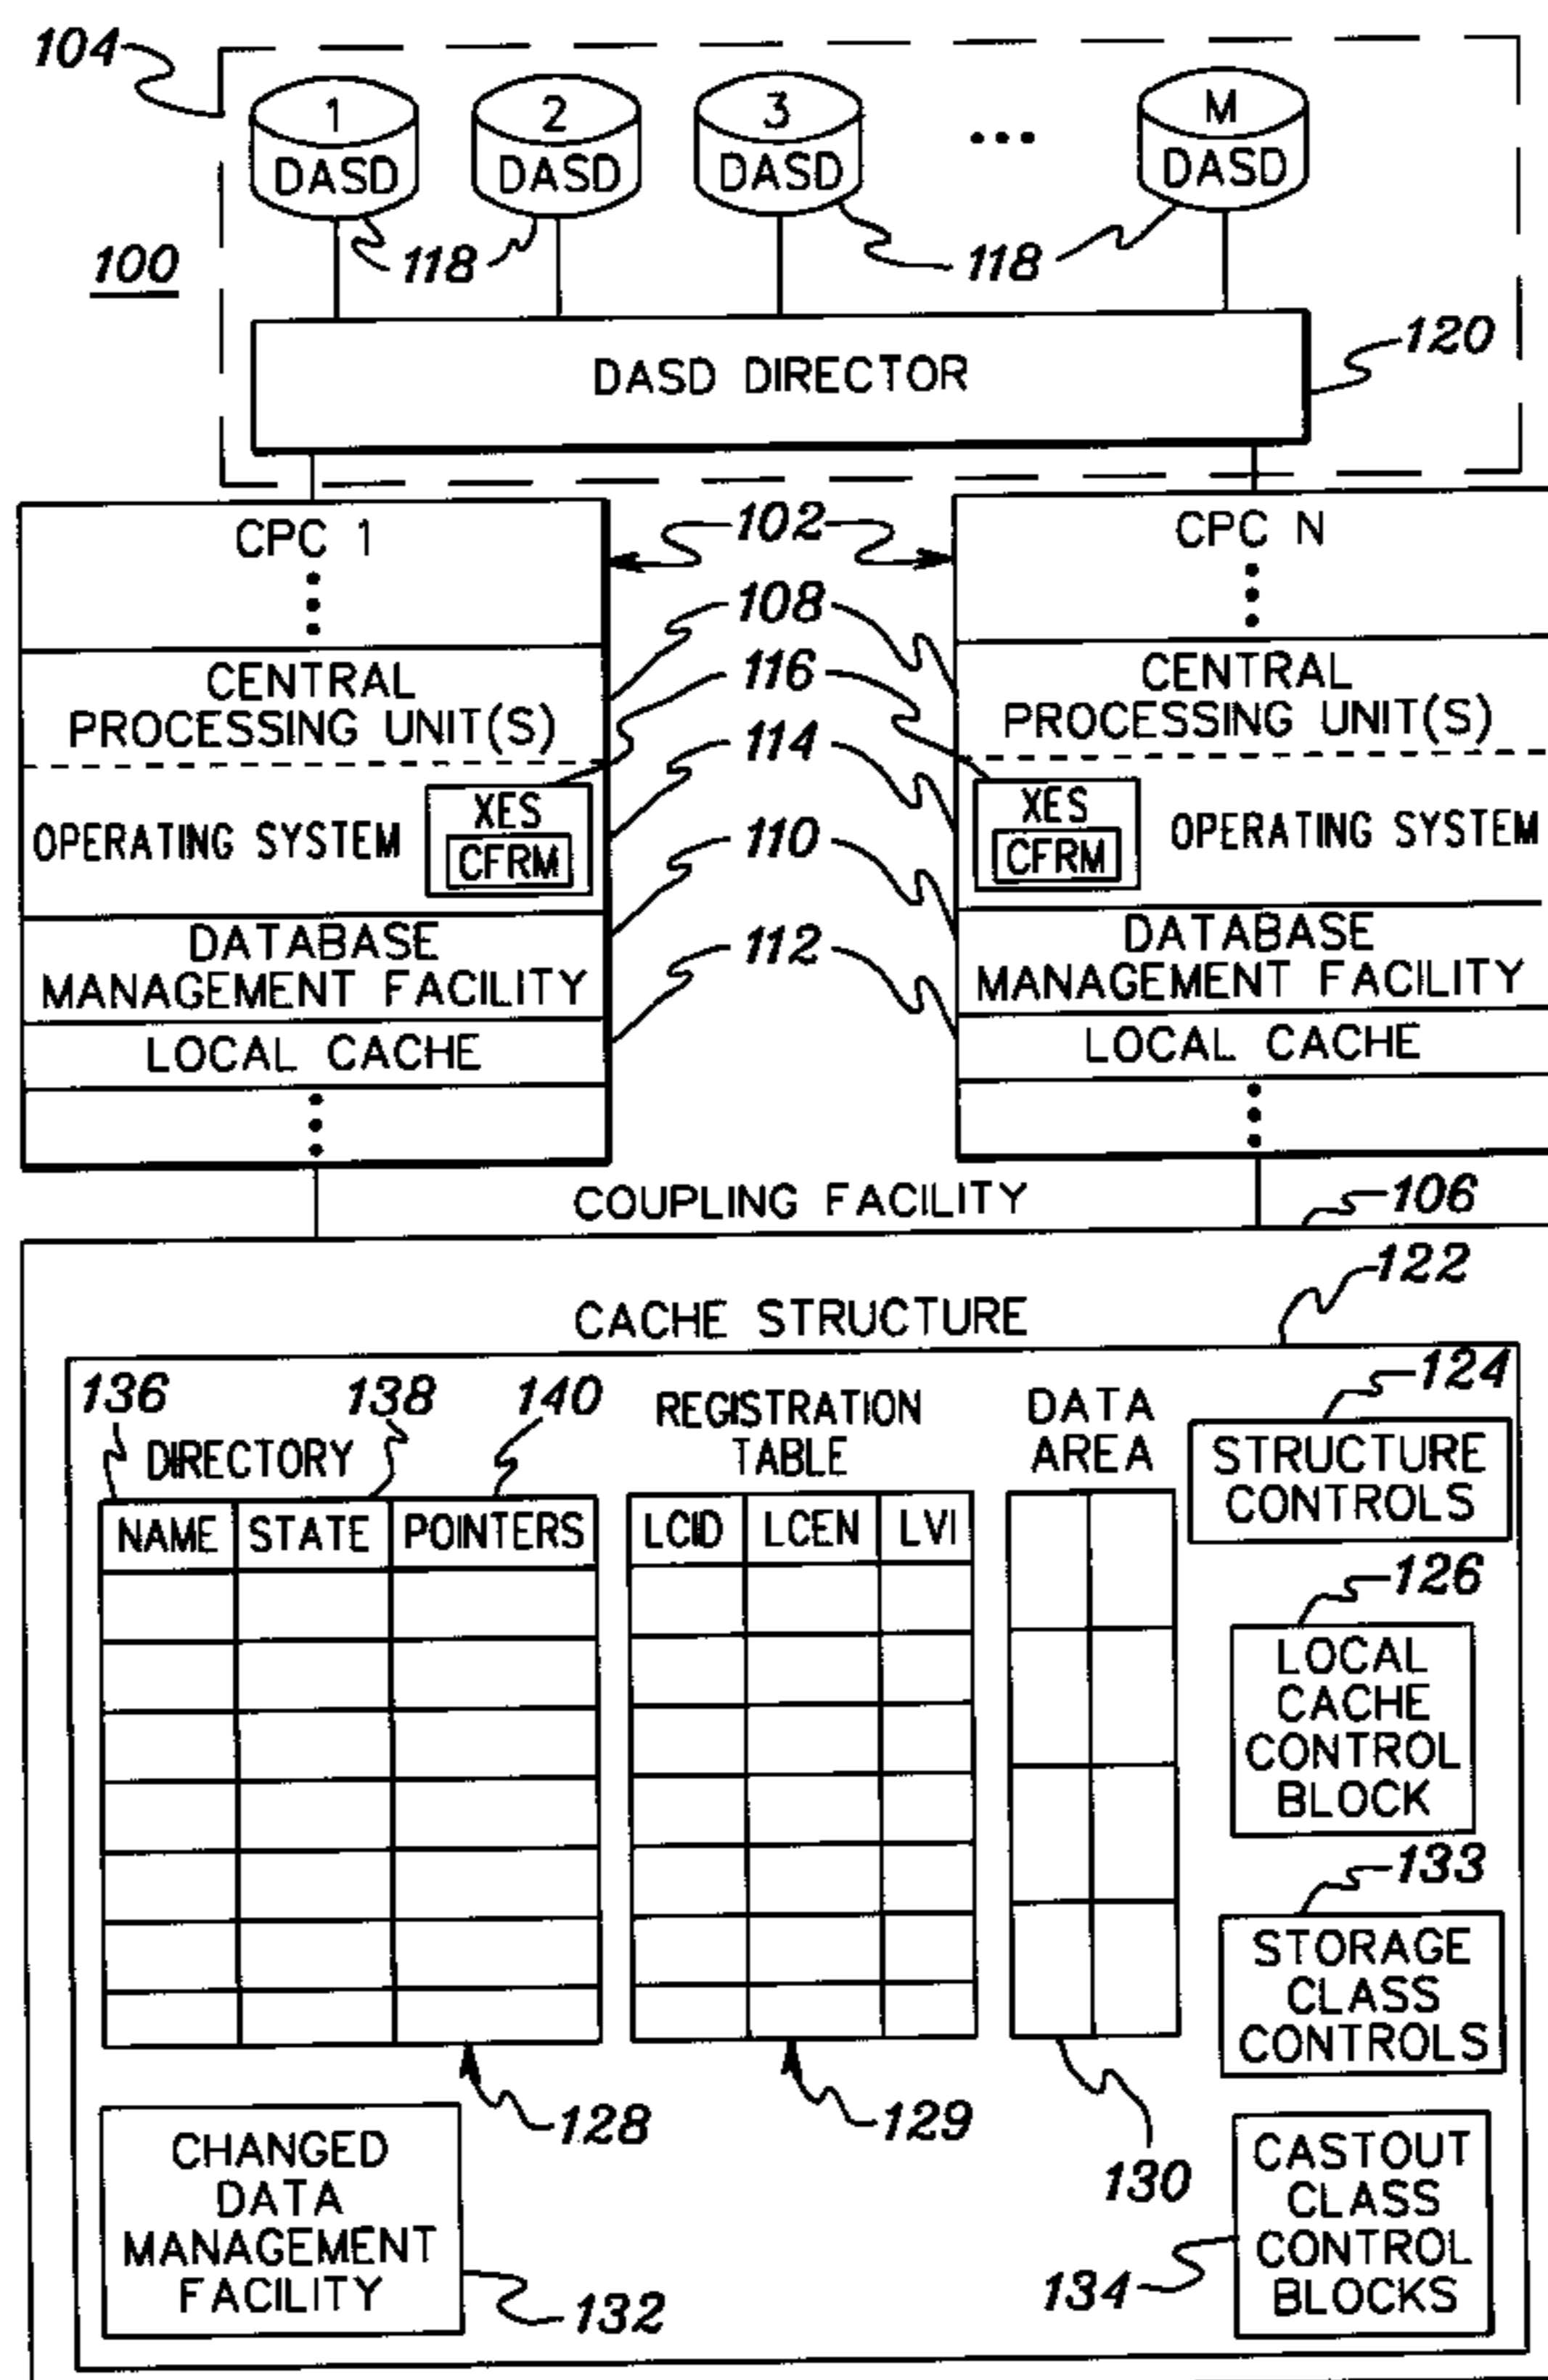 104
1 2 3 ... M
DASD DASD DASD DASD
118 118
100
DASD DIRECTOR
120
CPC 1
102
CPC N
108
CENTRAL
PROCESSING UNIT(S)
CENTRAL
PROCESSING UNIT(S)
116
114
OPERATING SYSTEM
XES
CFRM
XES
CFRM
OPERATING SYSTEM
110
DATABASE
MANAGEMENT FACILITY
DATABASE
MANAGEMENT FACILITY
112
LOCAL CACHE
LOCAL CACHE
COUPLING FACILITY
106
122
CACHE STRUCTURE
136
138
140
DIRECTORY
REGISTRATION
TABLE
DATA
AREA
124
STRUCTURE
CONTROLS
NAME STATE POINTERS
LCID LCEN LVI
126
LOCAL
CACHE
CONTROL
BLOCK
133
STORAGE
CLASS
CONTROLS
128
129
130
CHANGED
DATA
MANAGEMENT
FACILITY
132
134
CASTOUT
CLASS
CONTROL
BLOCKS